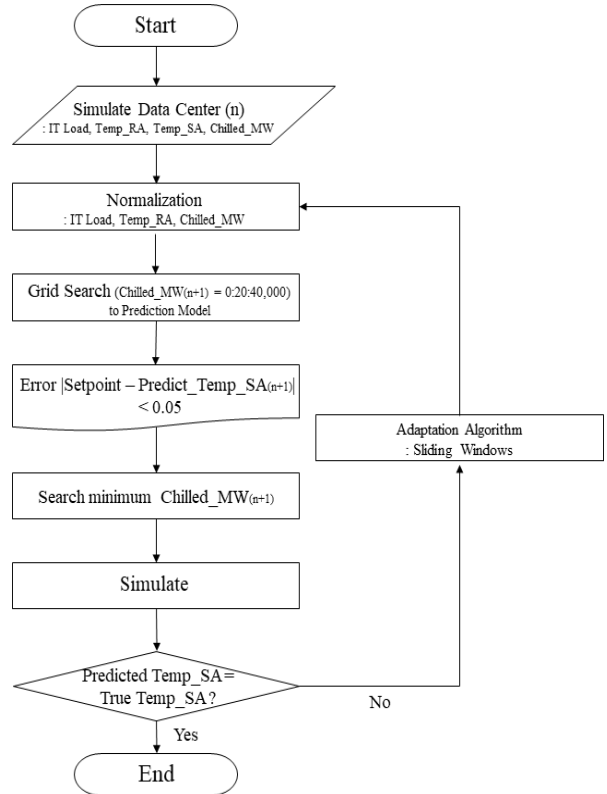 Start
Simulate Data Center (n)
: IT Load, Temp_RA, Temp_SA, Chilled_MW
Normalization
: IT Load, Temp_RA, Chilled_MW
Grid Search (Chilled_MW(n+1) = 0:20:40,000)
to Prediction Model
Error |Setpoint – Predict_Temp_SA(n+1)|
< 0.05
Adaptation Algorithm
: Sliding Windows
Search minimum Chilled_MW(n+1)
Simulate
Predicted Temp_SA=
True Temp_SA?
No
Yes
End